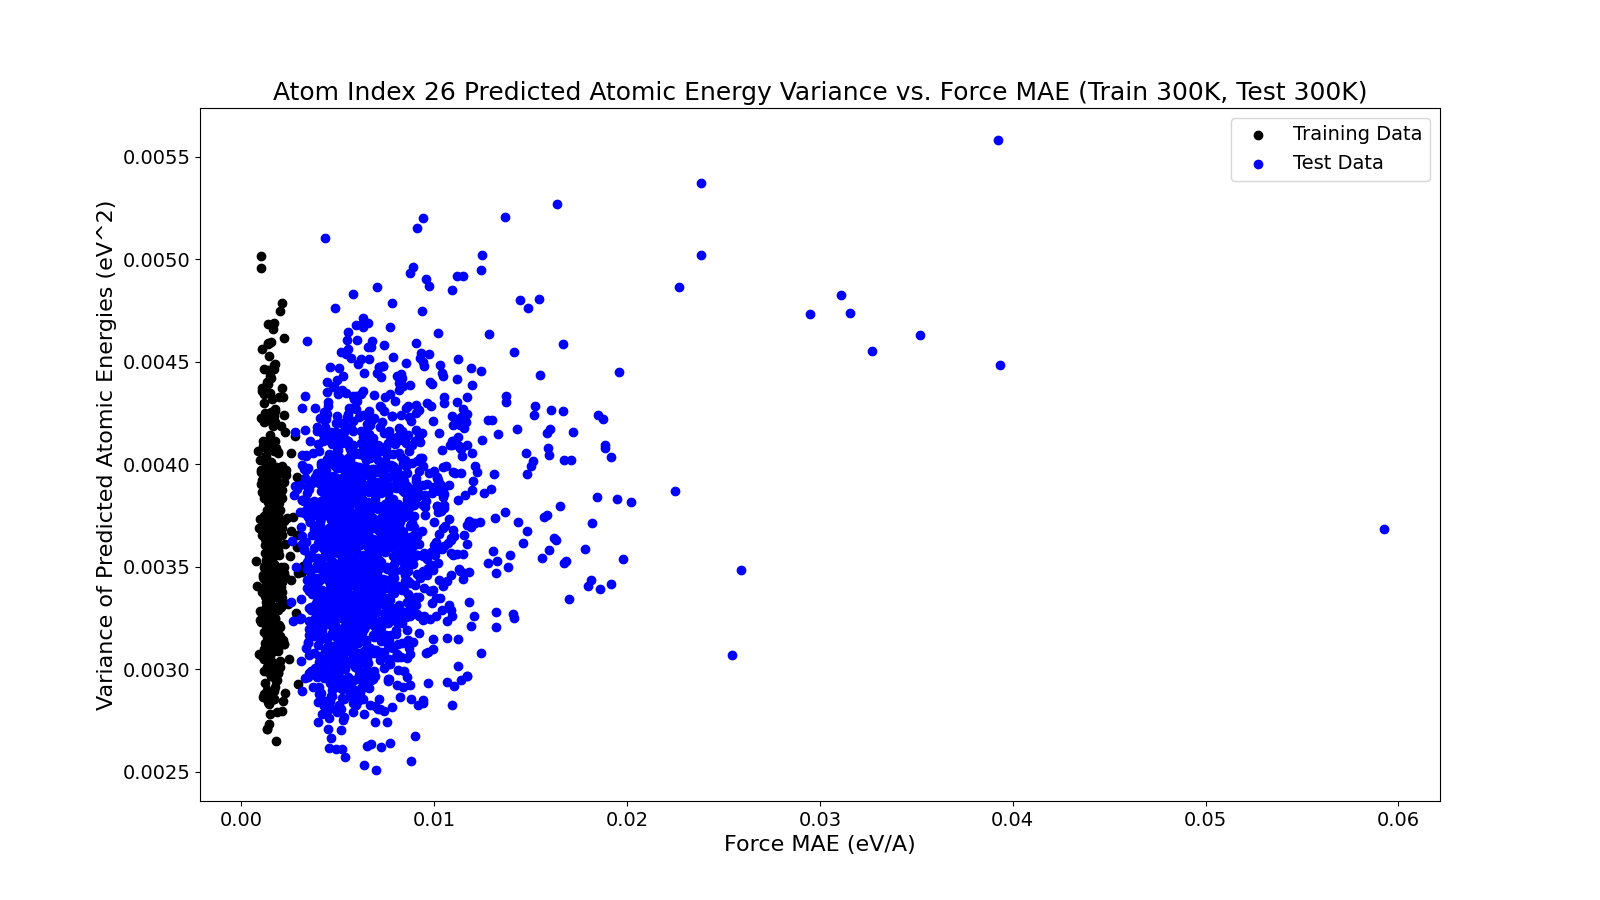 Atom Index 26 Predicted Atomic Energy Variance vs. Force MAE (Train 300K, Test 300K)
Training Data
Test Data
Variance of Predicted Atomic Energies (eV^2)
0.0055
0.0050
0.0045
0.0040
0.0035
0.0030
0.0025
0.00 0.01 0.02 0.03 0.04 0.05 0.06
Force MAE (eV/A)